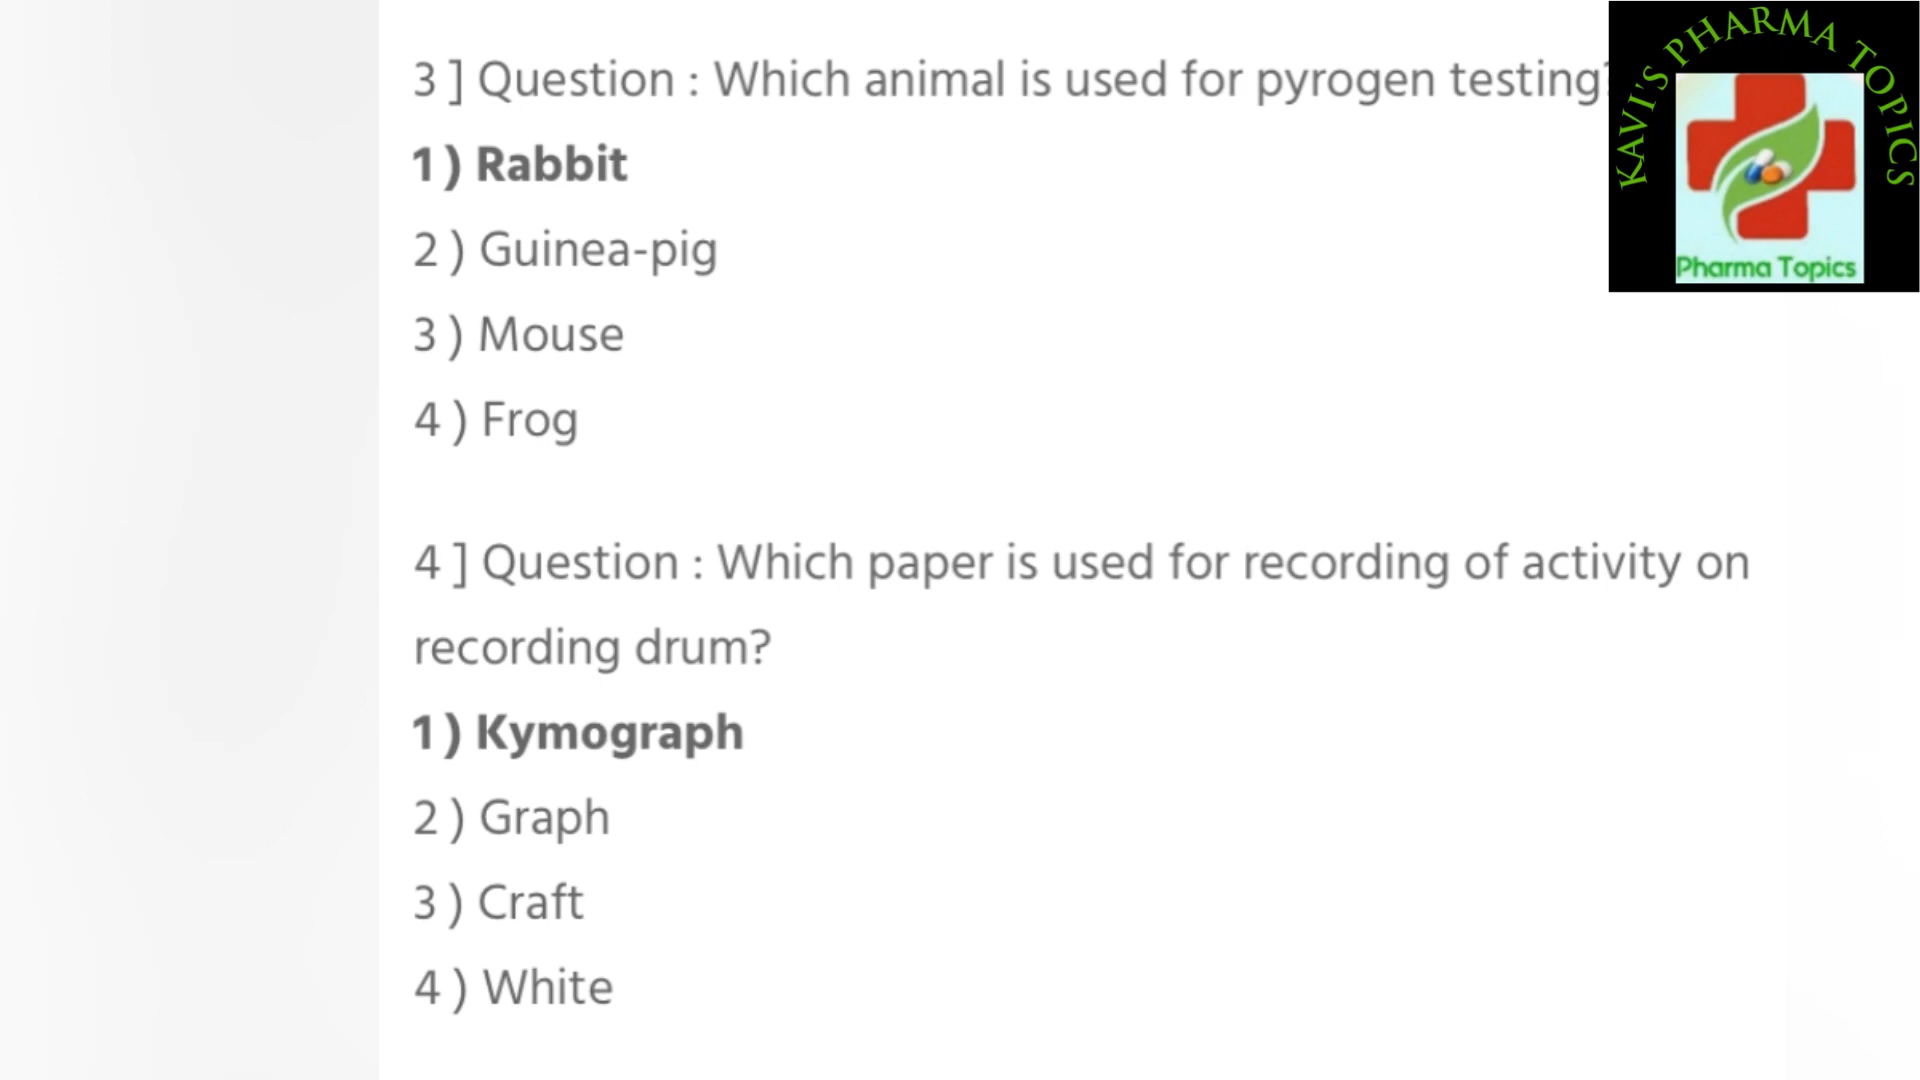 3 ] Question : Which animal is used for pyrogen testing?
1 ) Rabbit
2 ) Guinea-pig
3 ) Mouse
4 ) Frog
4 ] Question : Which paper is used for recording of activity on
recording drum?
1 ) Kymograph
2 ) Graph
3 ) Craft
4 ) White
KAVI'S PHARMA TOPICS
Pharma Topics